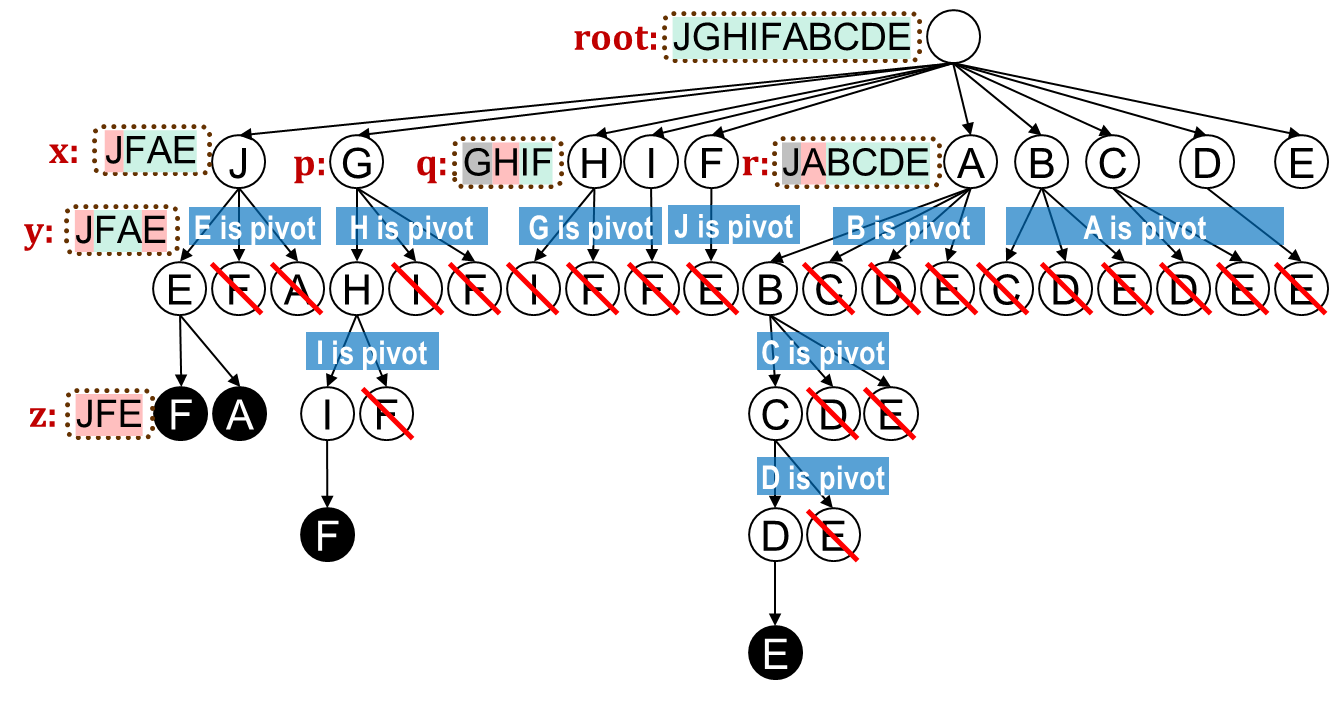 root: JGHIFABCDE
x: JFAE J p: G q: GHIF H I F r: JABCDE A B C D E
y: JFAE E is pivot H is pivot G is pivot J is pivot B is pivot A is pivot
E F A H I F I F F E B C D E C D E D E E
I is pivot C is pivot
z: JFE F A I F C D E
D is pivot
F D E
E